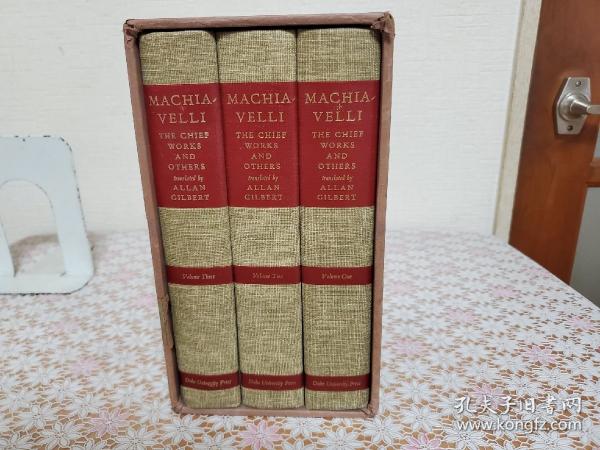 MACHIA-
VELLI
THE CHIEF
WORKS
AND
OTHERS
translated by
ALLAN
GILBERT
Volume Three
Duke University Press
MACHIA-
VELLI
THE CHIEF
WORKS
AND
OTHERS
translated by
ALLAN
GILBERT
Volume Two
Duke University Press
MACHIA-
VELLI
THE CHIEF
WORKS
AND
OTHERS
translated by
ALLAN
GILBERT
Volume One
Duke University Press
孔夫子旧书网
www.kongfz.com